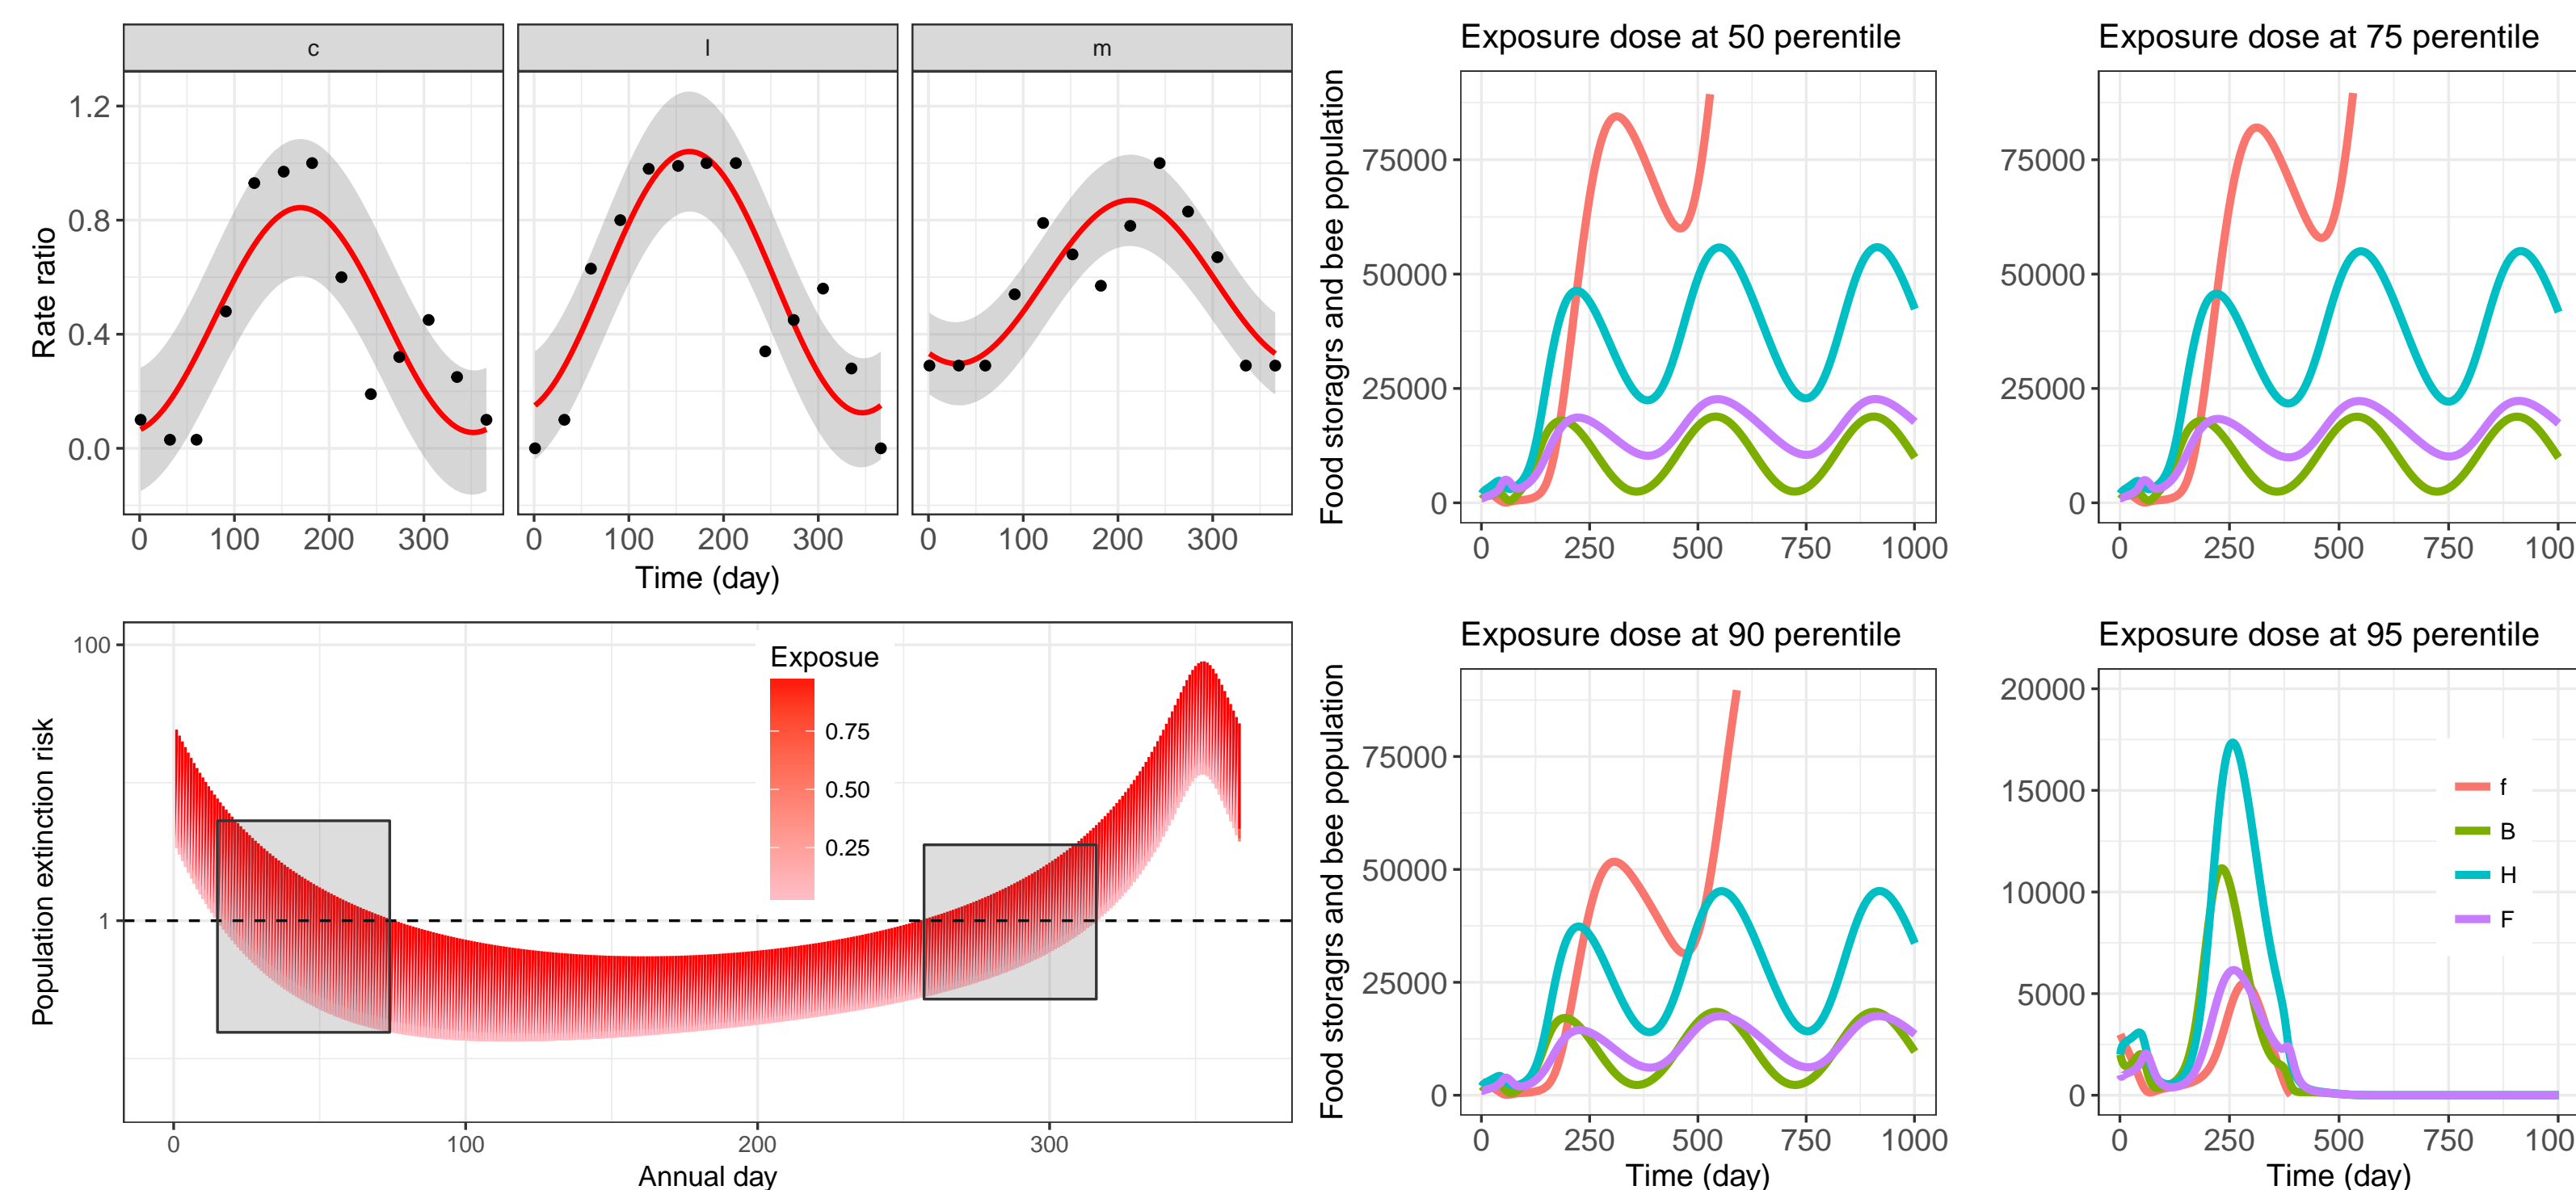 c
l
m
1.2
0.8
0.4
0.0
Rate ratio
0 100 200 300
0 100 200 300
0 100 200 300
Time (day)
Exposure dose at 50 perentile
75000
50000
25000
0
Food storagrs and bee population
0 250 500 750 1000
Exposure dose at 75 perentile
75000
50000
25000
0
0 250 500 750 100
100
1
Population extinction risk
Exposue
0.75
0.50
0.25
0 100 200 300
Annual day
Exposure dose at 90 perentile
75000
50000
25000
0
Food storagrs and bee population
0 250 500 750 1000
Time (day)
Exposure dose at 95 perentile
20000
15000
10000
5000
0
f
B
H
F
0 250 500 750 100
Time (day)